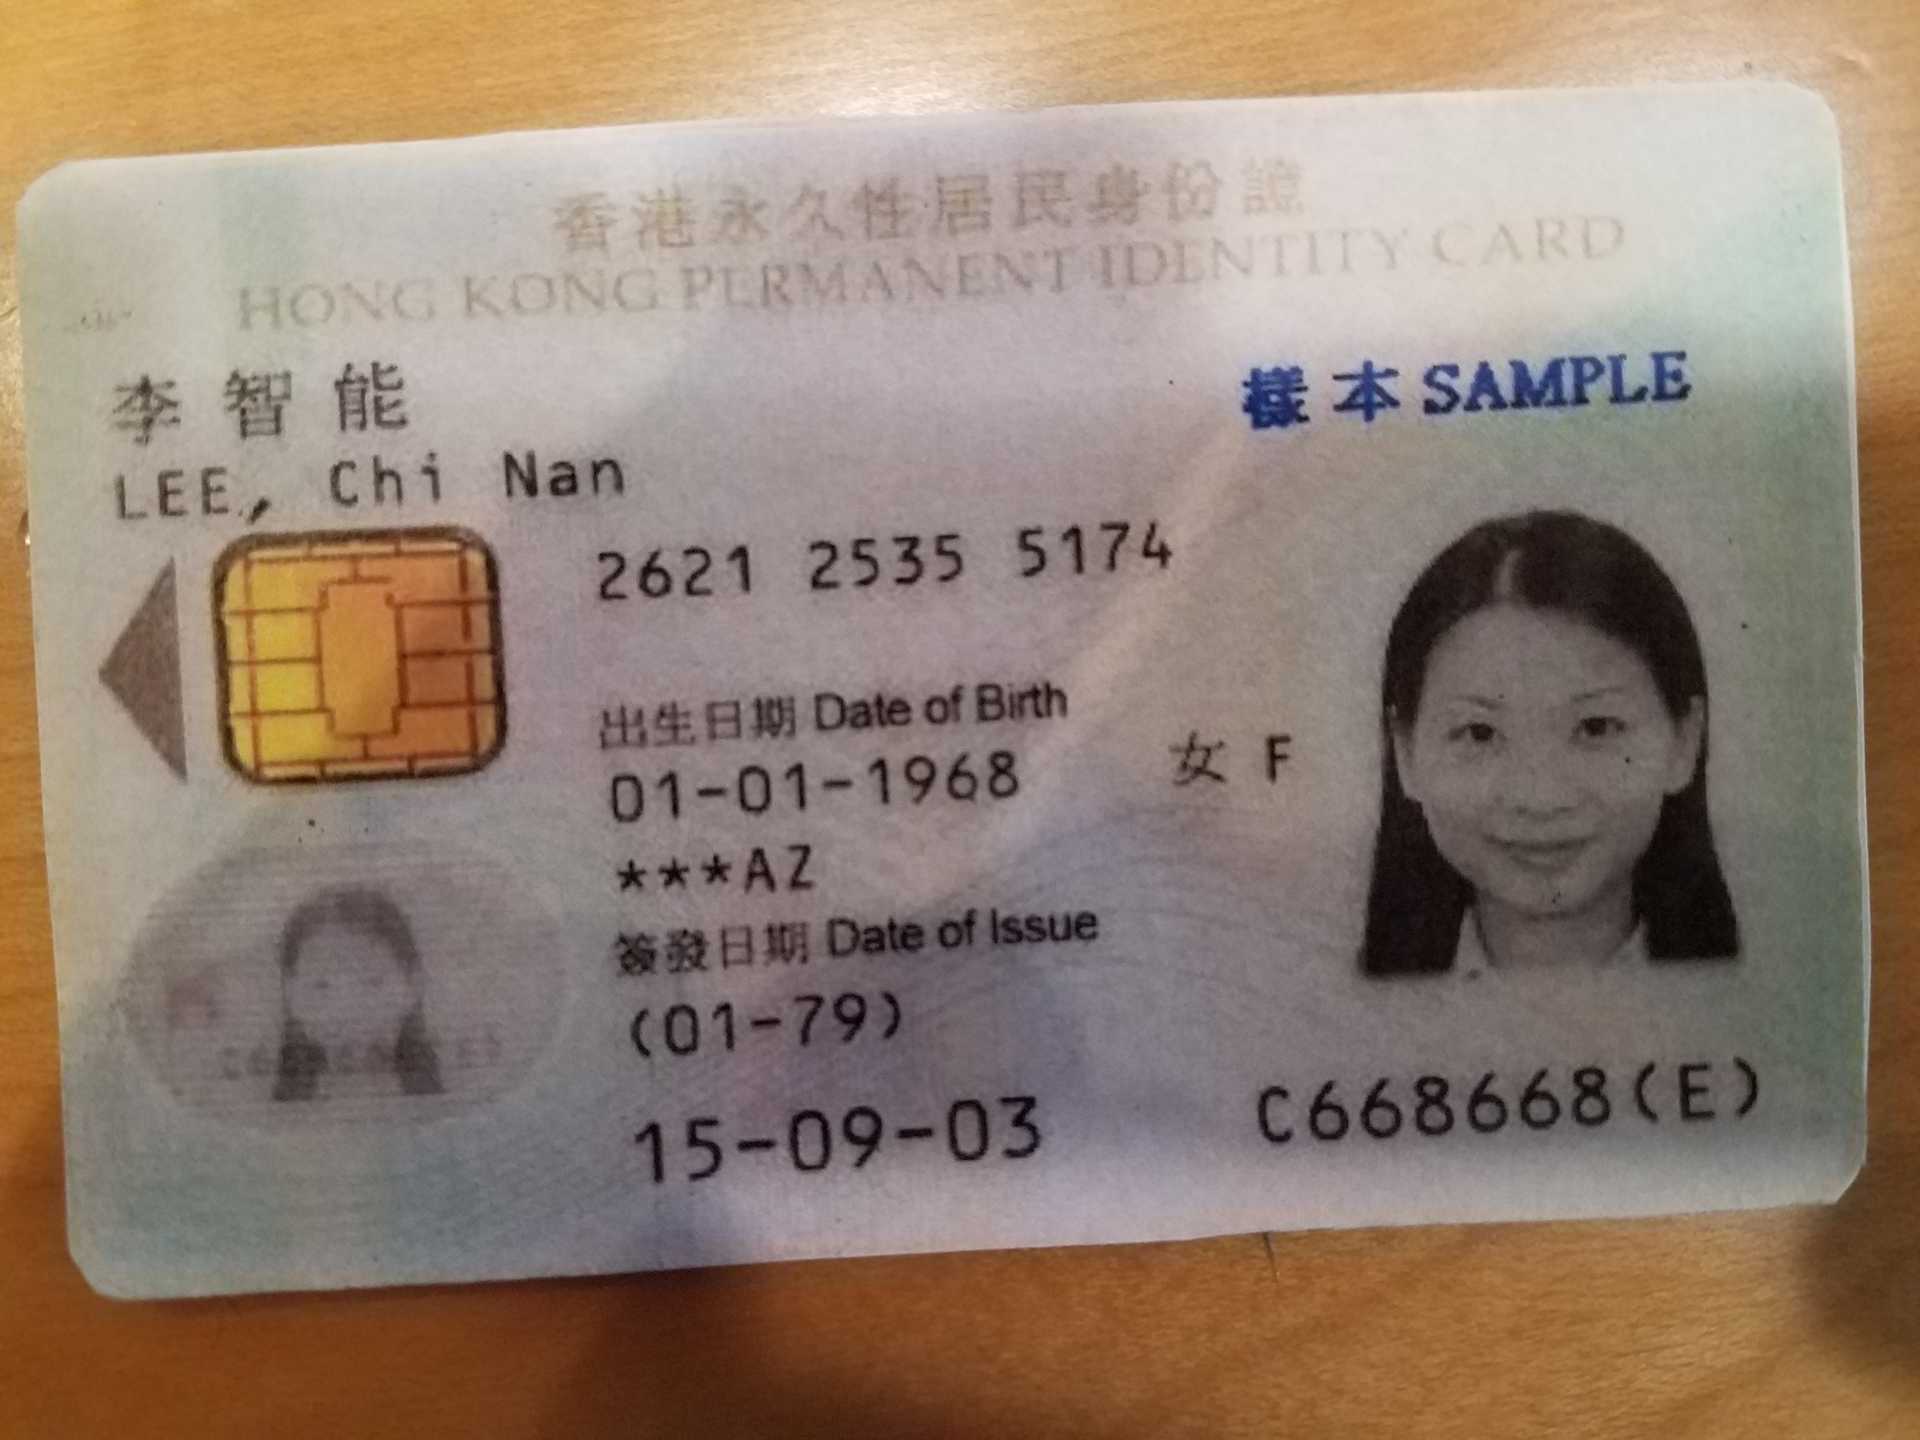 香港永久性居民身份證
HONG KONG PERMANENT IDENTITY CARD
李智能
樣本 SAMPLE
LEE, Chi Nan
2621 2535 5174
出生日期 Date of Birth
01-01-1968
女 F
***AZ
簽發日期 Date of Issue
(01-79)
15-09-03
C668668(E)